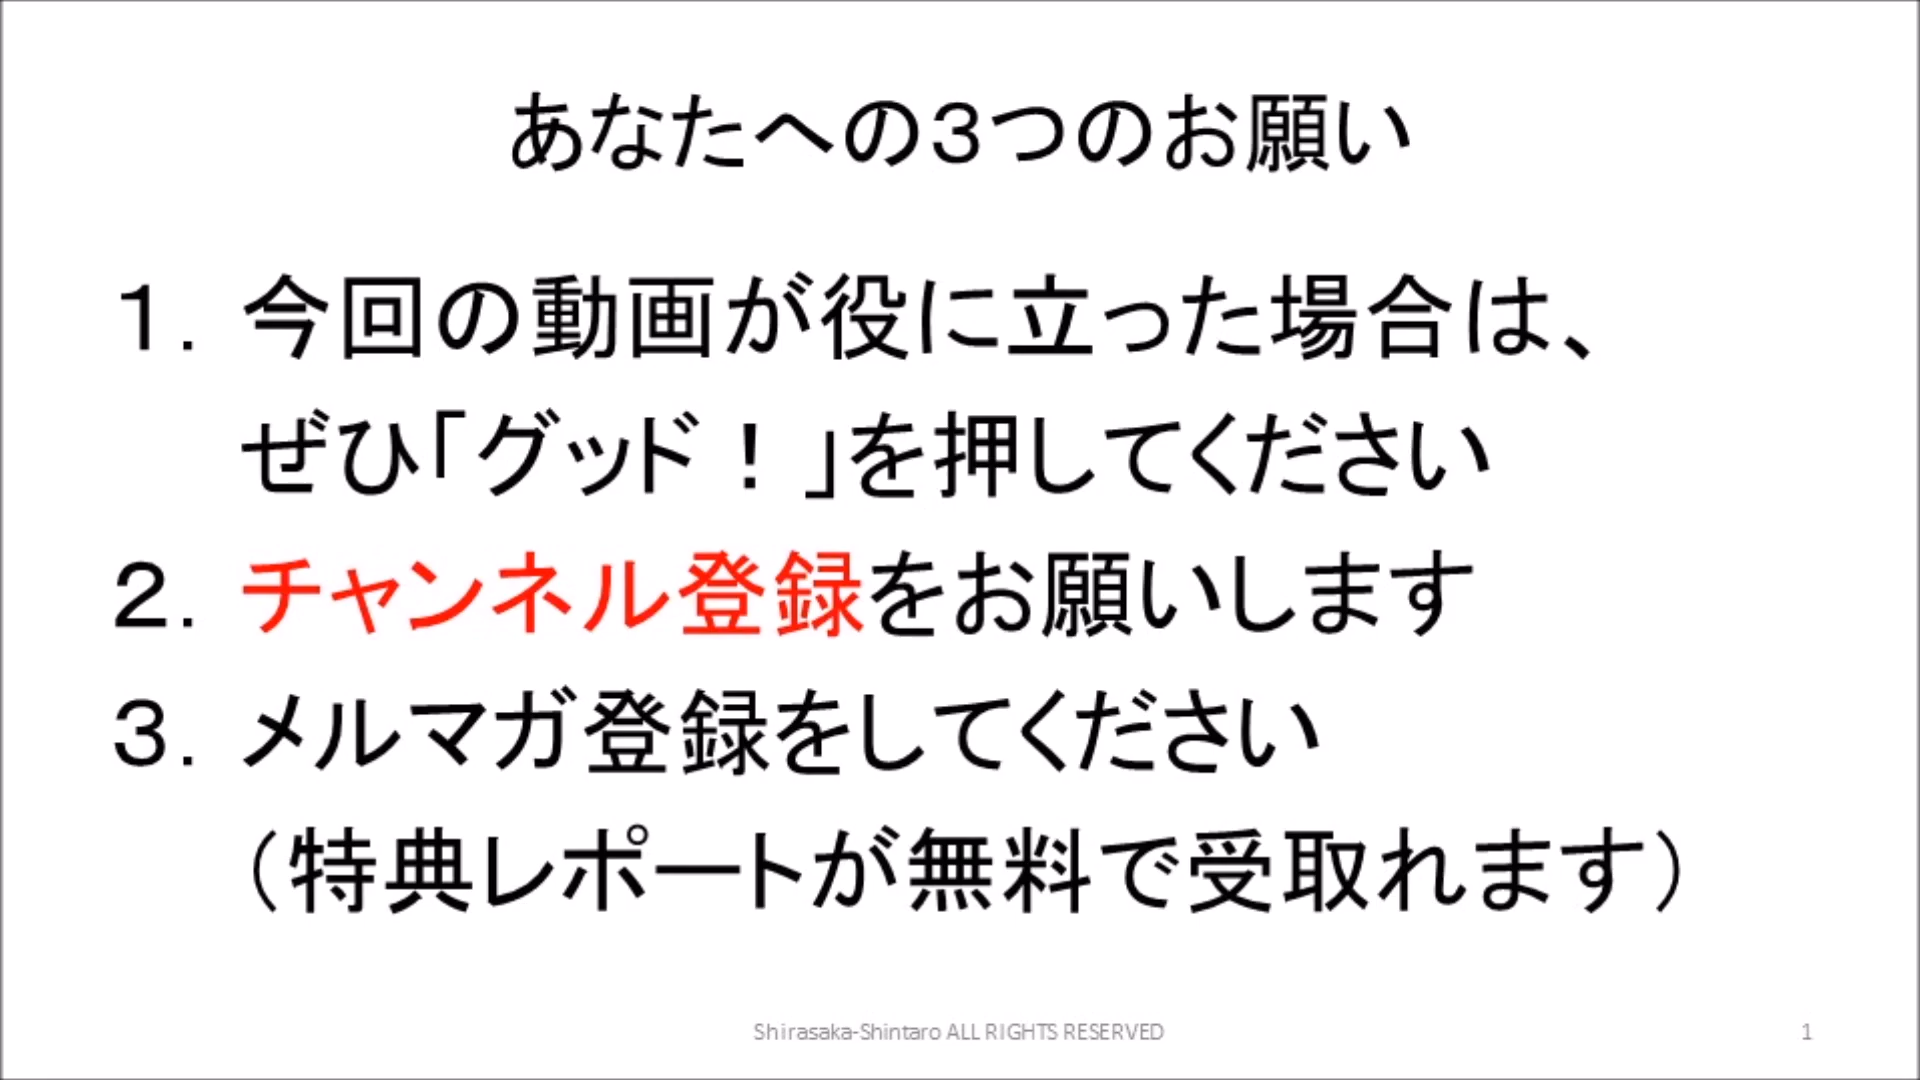 あなたへの３つのお願い
１．今回の動画が役に立った場合は、
ぜひ「グッド！」を押してください
２．チャンネル登録をお願いします
３．メルマガ登録をしてください
（特典レポートが無料で受取れます）
Shirasaka-Shintaro ALL RIGHTS RESERVED
1